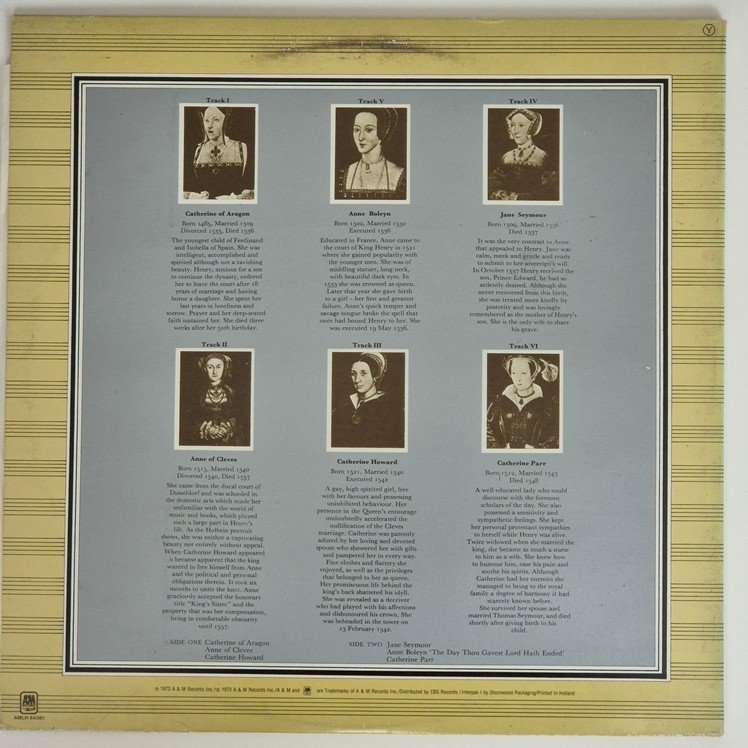 Y
Track I
Catherine of Aragon
Born 1485, Married 1509
Divorced 1533, Died 1536
The youngest child of Ferdinand
and Isobella of Spain. She was
intelligent, accomplished and
spirited although not a ravishing
beauty. Henry, anxious for a son
to continue the dynasty, ordered
her to leave the court after 18
years of marriage and having
borne a daughter. She spent her
last years in loneliness and
sorrow. Prayer and her deep-seated
faith sustained her. She died three
weeks after her 50th birthday.
Track V
Anne Boleyn
Born 1502, Married 1532
Executed 1536
Educated in France, Anne came to
the court of King Henry in 1521
where she gained popularity with
the younger men. She was of
middling stature, long neck,
with beautiful dark eyes. In
1533 she was crowned as queen.
Later that year she gave birth
to a girl – her first and greatest
failure. Anne's quick temper and
savage tongue broke the spell that
once had bound Henry to her. She
was executed 19 May 1536.
Track IV
Jane Seymour
Born 1509, Married 1536
Died 1537
It was the very contrast to Anne
that appealed to Henry. Jane was
calm, meek and gentle and ready
to submit to her sovereign's will.
In October 1537 Henry received the
son, Prince Edward, he had so
ardently desired. Although she
never recovered from this birth,
she was treated more kindly by
posterity and was lovingly
remembered as the mother of Henry's
son. She is the only wife to share
his grave.
Track II
Anne of Cleves
Born 1515, Married 1540
Divorced 1540, Died 1557
She came from the ducal court of
Dusseldorf and was schooled in
the domestic arts which made her
unfamiliar with the world of
music and books, which played
such a large part in Henry's
life. As the Holbein portrait
shows, she was neither a captivating
beauty nor entirely without appeal.
When Catherine Howard appeared
it became apparent that the king
wanted to free himself from Anne
and the political and personal
obligations therein. It took six
months to untie the knot. Anne
graciously accepted the honorary
title "King's Sister" and the
property that was her compensation,
living in comfortable obscurity
until 1557.
Track III
Catherine Howard
Born 1521, Married 1540
Executed 1542
A gay, high spirited girl, free
with her favours and possessing
uninhibited behaviour. Her
presence in the Queen's entourage
undoubtedly accelerated the
nullification of the Cleves
marriage. Catherine was patently
adored by her loving and devoted
spouse who showered her with gifts
and pampered her in every way.
Fine clothes and flattery she
enjoyed, as well as the privileges
that belonged to her as queen.
Her promiscuous life behind the
king's back shattered his idyll.
She was revealed as a deceiver
who had played with his affections
and dishonoured his crown. She
was beheaded in the tower on
13 February 1542.
Track VI
Catherine Parr
Born 1512, Married 1543
Died 1548
A well educated lady who could
discourse with the foremost
scholars of the day. She also
possessed a sensitivity and
sympathetic feelings. She kept
her personal protestant sympathies
to herself while Henry was alive.
Twice widowed when she married the
king, she became as much a nurse
to him as a wife. She knew how
to humour him, ease his pain and
soothe his spirits. Although
Catherine had her enemies she
managed to bring to the royal
family a degree of harmony it had
scarcely known before.
She survived her spouse and
married Thomas Seymour, and died
shortly after giving birth to his
child.
SIDE ONE Catherine of Aragon
Anne of Cleves
Catherine Howard
SIDE TWO Jane Seymour
Anne Boleyn 'The Day Thou Gavest Lord Hath Ended'
Catherine Parr
℗ 1973 A & M Records Inc./© 1973 A & M Records Inc./A & M and AM are Trademarks of A & M Records Inc./Distributed by CBS Records / Interpak I by Shorewood Packaging/Printed in Holland
AM
AMLH 64361